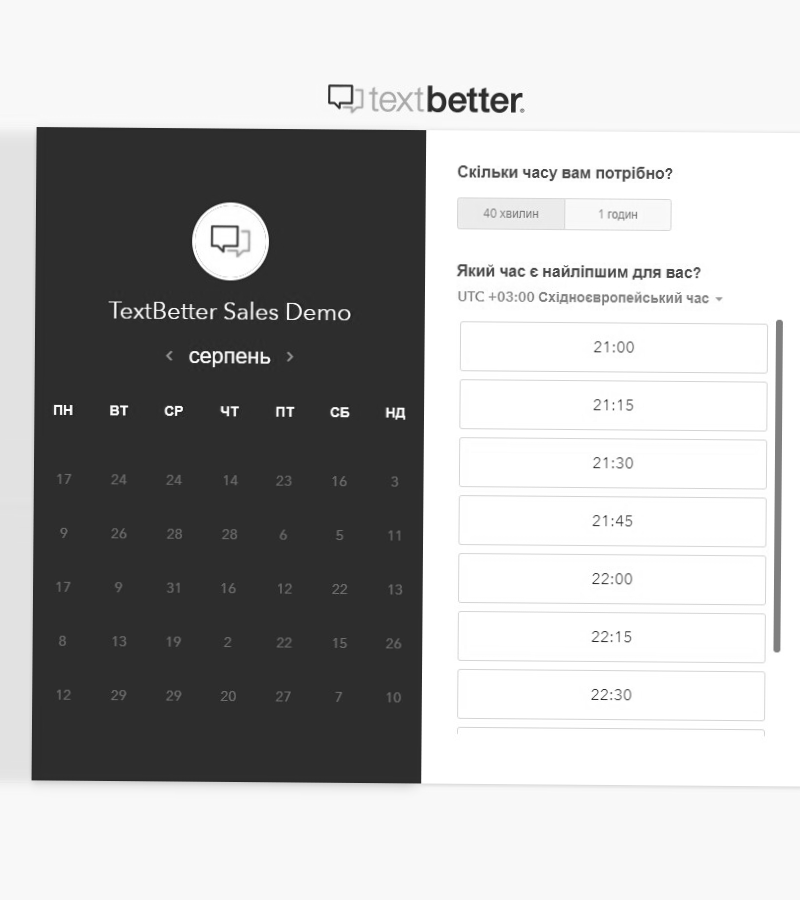 textbetter.
TextBetter Sales Demo
‹ серпень ›
ПН ВТ СР ЧТ ПТ СБ НД
17 24 24 14 23 16 3
9 26 28 28 6 5 11
17 9 31 16 12 22 13
8 13 19 2 22 15 26
12 29 29 20 27 7 10
Скільки часу вам потрібно?
40 хвилин 1 годин
Який час є найліпшим для вас?
UTC +03:00 Східноєвропейський час
21:00
21:15
21:30
21:45
22:00
22:15
22:30